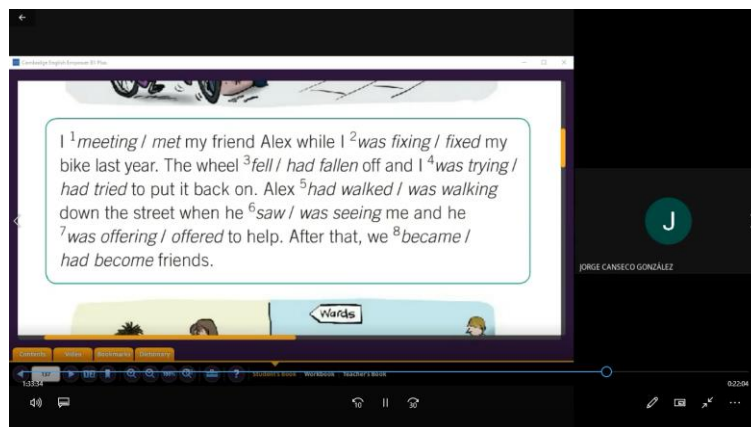 Cambridge English Empower B1 Plus
I ¹meeting / met my friend Alex while I ²was fixing / fixed my
bike last year. The wheel ³fell / had fallen off and I ⁴was trying /
had tried to put it back on. Alex ⁵had walked / was walking
down the street when he ⁶saw / was seeing me and he
⁷was offering / offered to help. After that, we ⁸became /
had become friends.
J
JORGE CANSECO GONZÁLEZ
Wards
Contents Video Bookmarks Dictionary
137 100% ? Student's Book Workbook Teacher's Book
1:33:34 0:22:04
10 30